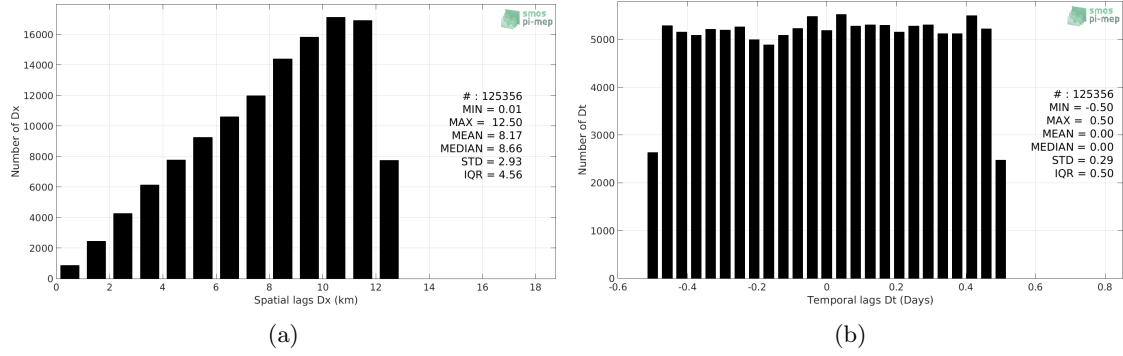 smos
pi-mep
16000
14000
12000
10000
8000
6000
4000
2000
0
Number of Dx
# : 125356
MIN = 0.01
MAX = 12.50
MEAN = 8.17
MEDIAN = 8.66
STD = 2.93
IQR = 4.56
0 2 4 6 8 10 12 14 16 18
Spatial lags Dx (km)
(a)
smos
pi-mep
5000
4000
3000
2000
1000
0
Number of Dt
# : 125356
MIN = -0.50
MAX = 0.50
MEAN = 0.00
MEDIAN = 0.00
STD = 0.29
IQR = 0.50
-0.6 -0.4 -0.2 0 0.2 0.4 0.6 0.8
Temporal lags Dt (Days)
(b)